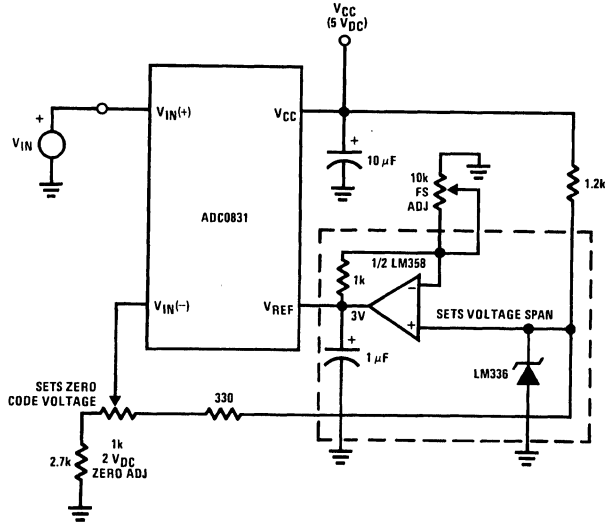 VCC
(5 VDC)
VIN(+)
VCC
+
VIN
+
10 µF
10k
FS
ADJ
1.2k
ADC0831
1/2 LM358
1k
−
VIN(−)
VREF
3V
+
SETS VOLTAGE SPAN
+
1 µF
LM336
SETS ZERO
CODE VOLTAGE
330
1k
2 VDC
ZERO ADJ
2.7k